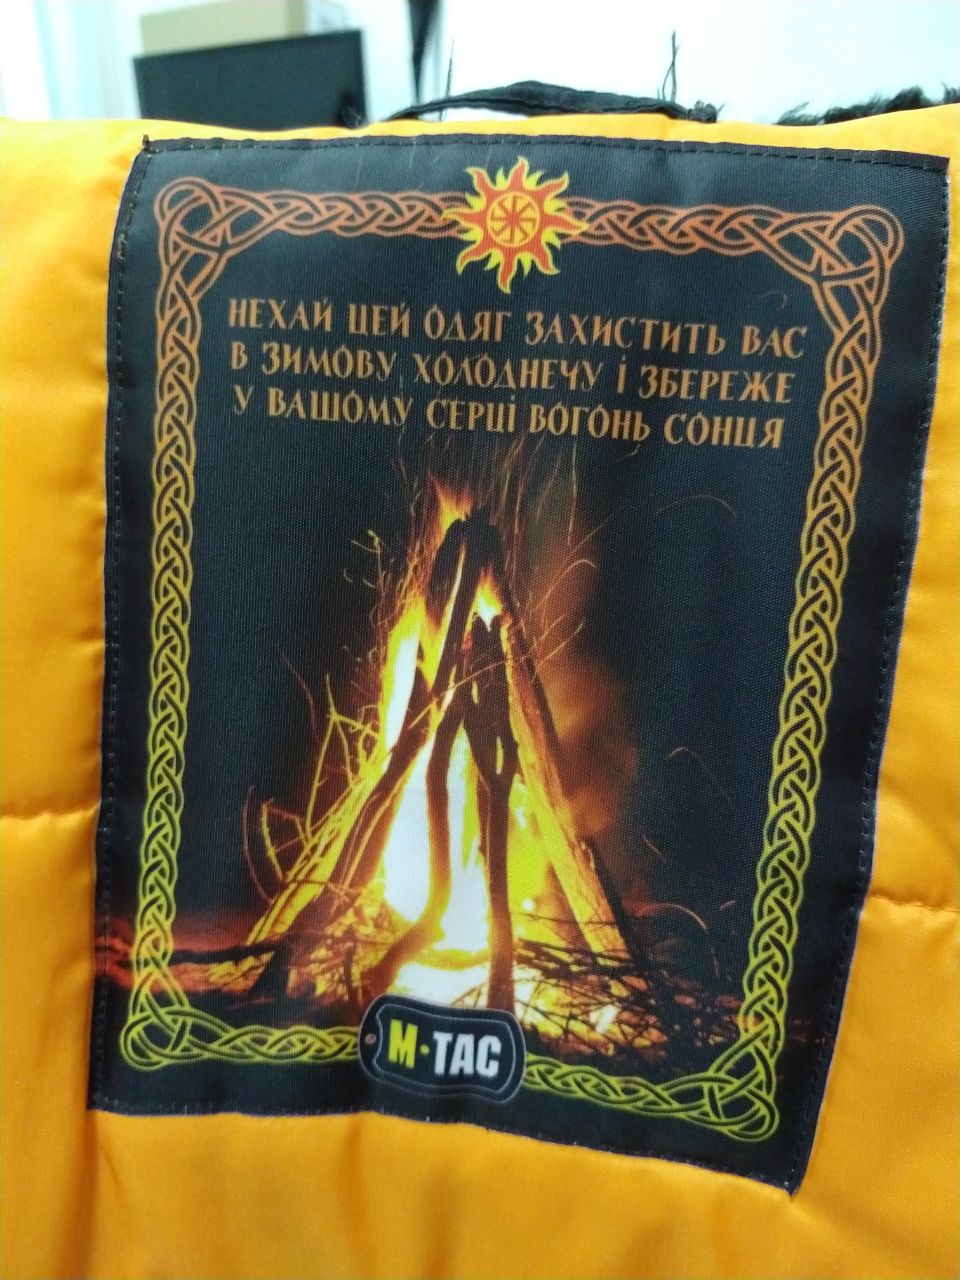 НЕХАЙ ЦЕЙ ОДЯГ ЗАХИСТИТЬ ВАС
В ЗИМОВУ ХОЛОДНЕЧУ І ЗБЕРЕЖЕ
У ВАШОМУ СЕРЦІ ВОГОНЬ СОНЦЯ
M·TAC